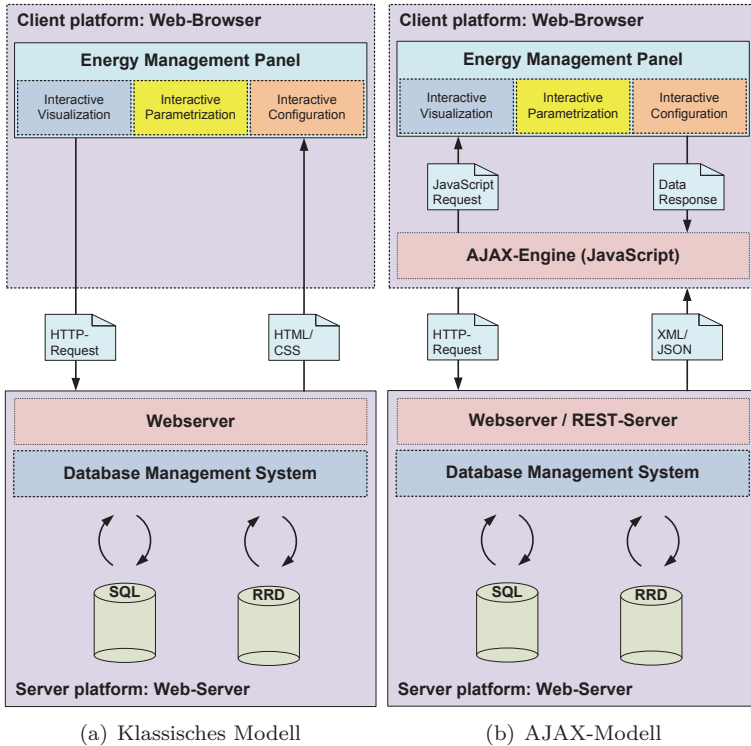 Client platform: Web-Browser
Energy Management Panel
Interactive
Visualization
Interactive
Parametrization
Interactive
Configuration
HTTP-
Request
HTML/
CSS
Webserver
Database Management System
SQL
RRD
Server platform: Web-Server
(a) Klassisches Modell
Client platform: Web-Browser
Energy Management Panel
Interactive
Visualization
Interactive
Parametrization
Interactive
Configuration
JavaScript
Request
Data
Response
AJAX-Engine (JavaScript)
HTTP-
Request
XML/
JSON
Webserver / REST-Server
Database Management System
SQL
RRD
Server platform: Web-Server
(b) AJAX-Modell